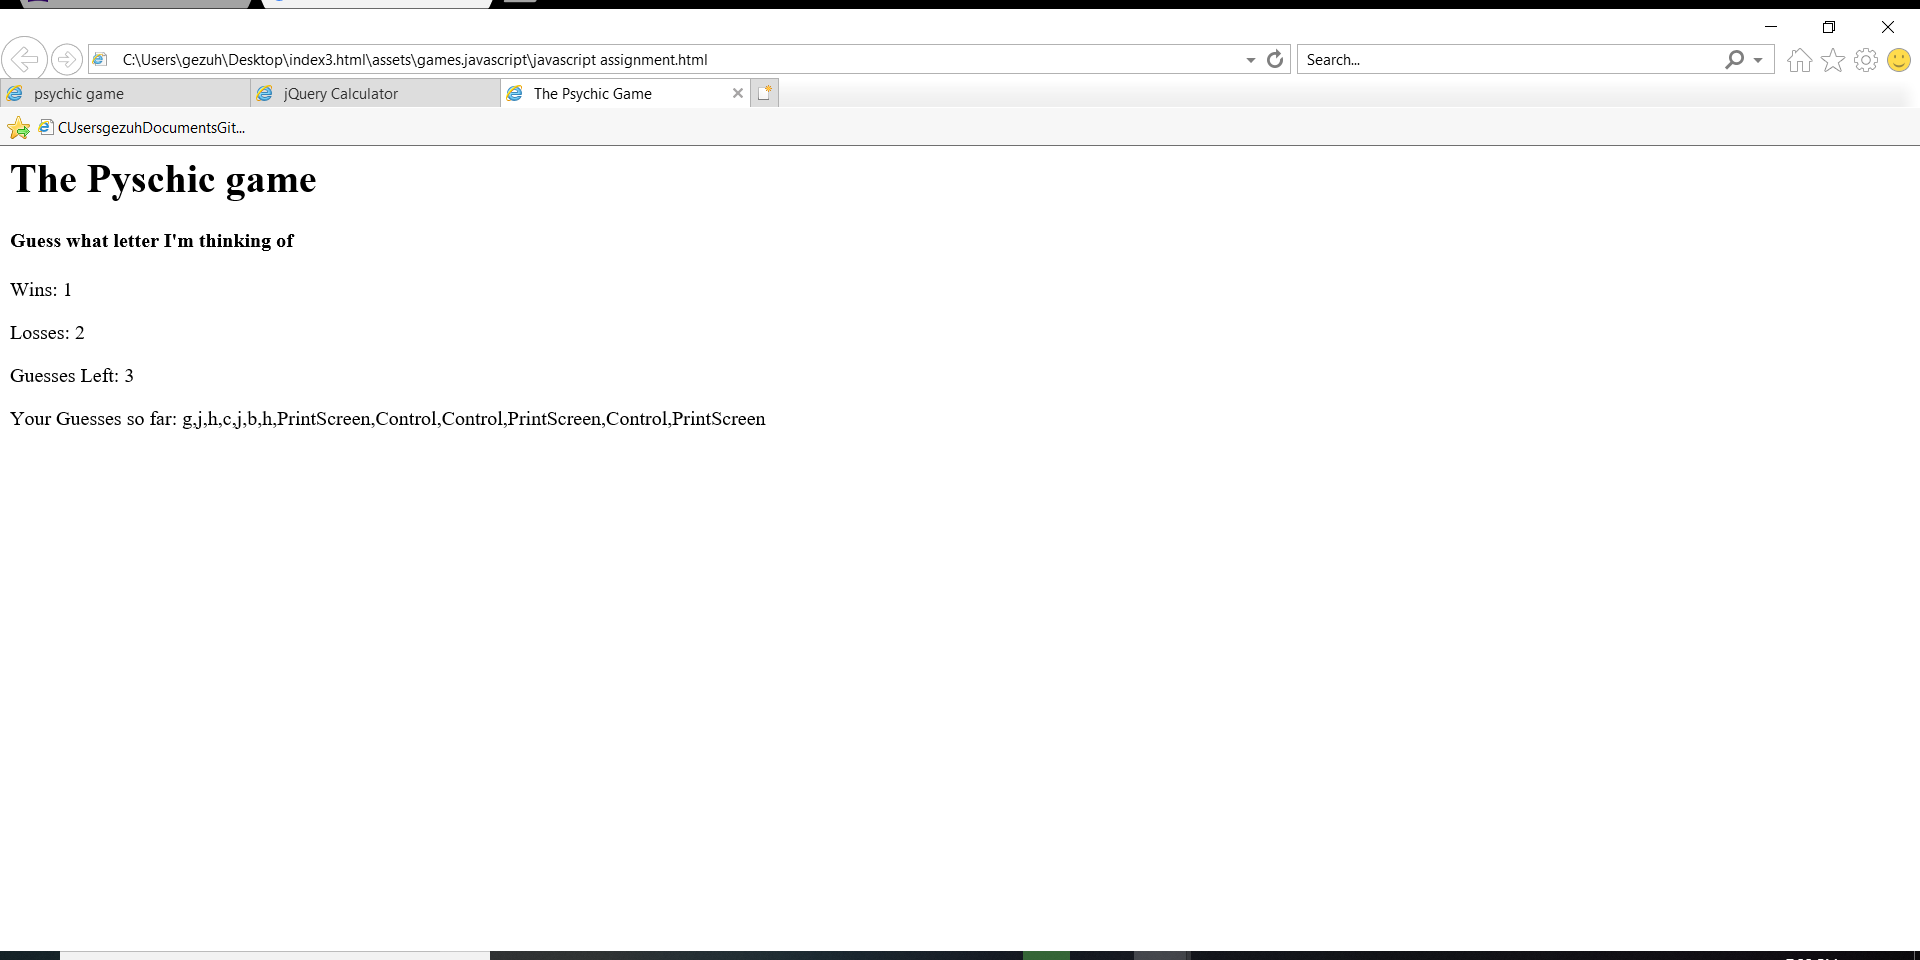 C:\Users\gezuh\Desktop\index3.html\assets\games.javascript\javascript assignment.html
Search...
psychic game
jQuery Calculator
The Psychic Game
CUsersgezuhDocumentsGit...
The Pyschic game
Guess what letter I'm thinking of
Wins: 1
Losses: 2
Guesses Left: 3
Your Guesses so far: g,j,h,c,j,b,h,PrintScreen,Control,Control,PrintScreen,Control,PrintScreen